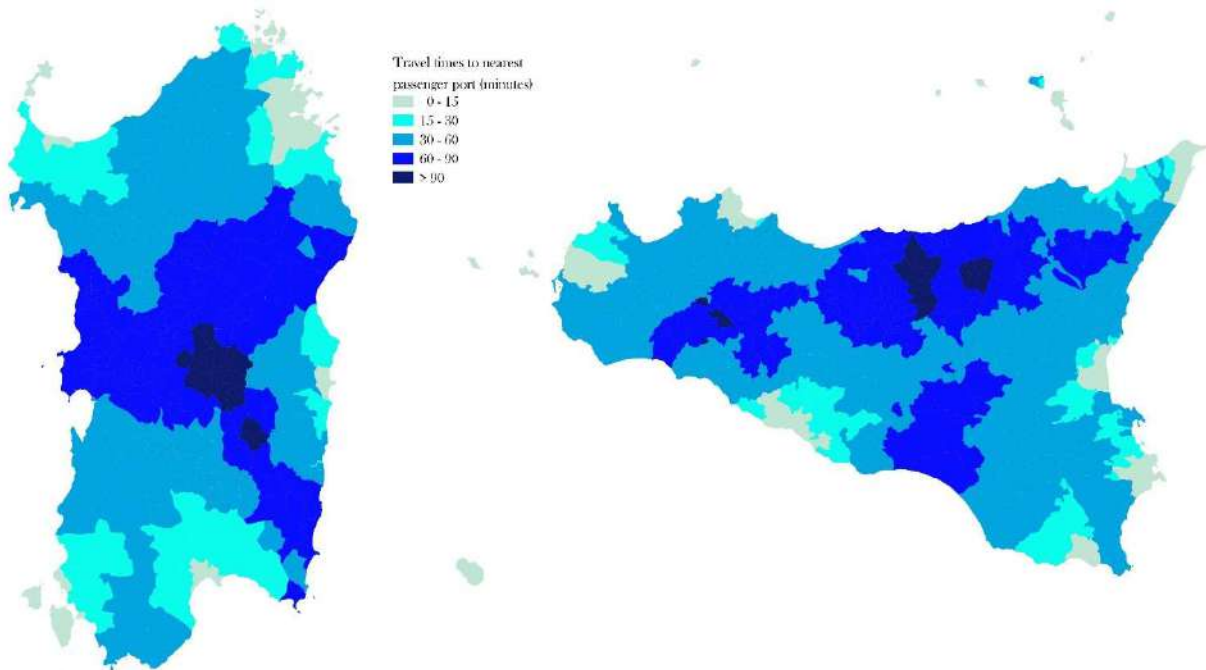 Travel times to nearest
passenger port (minutes)
0 - 15
15 - 30
30 - 60
60 - 90
> 90